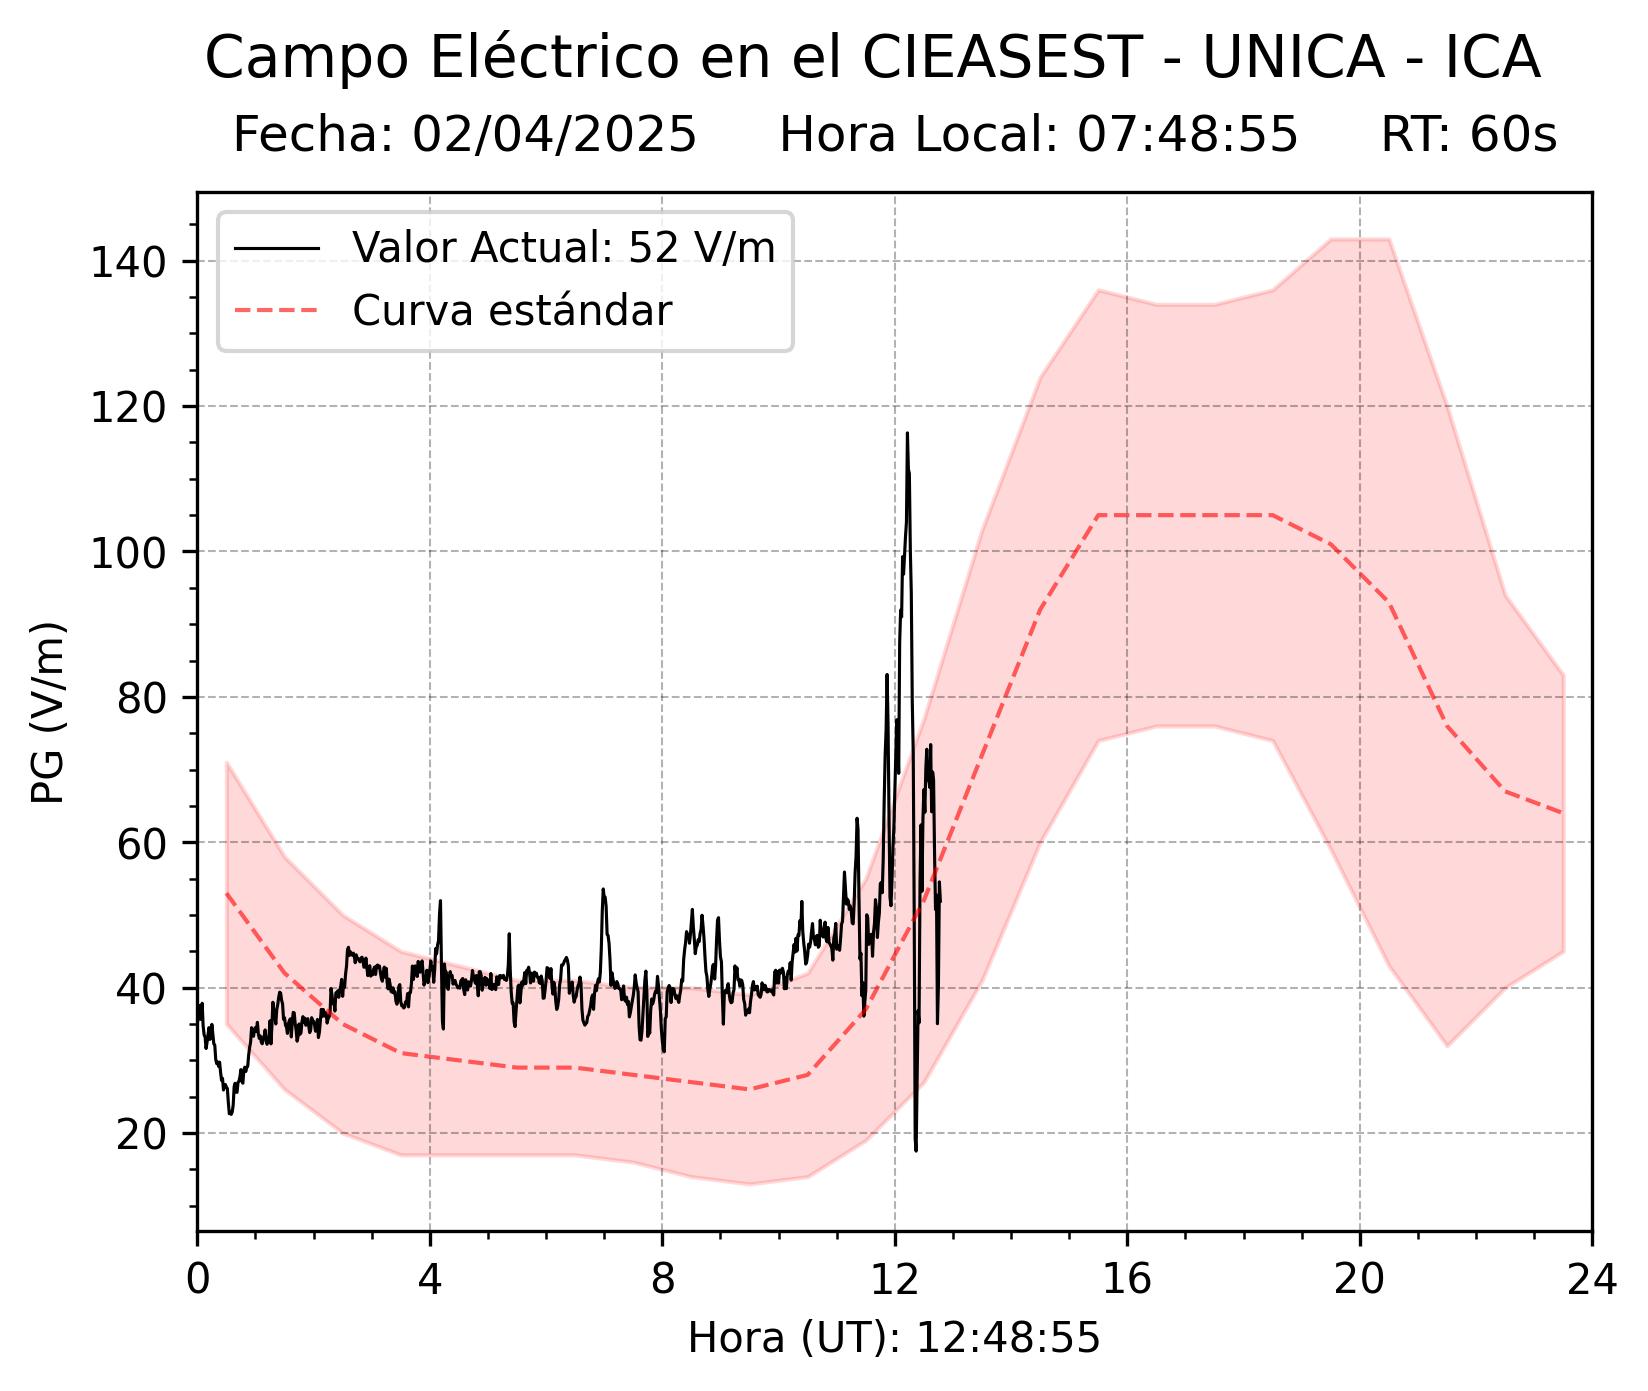 Campo Eléctrico en el CIEASEST - UNICA - ICA
Fecha: 02/04/2025 Hora Local: 07:48:55 RT: 60s
Valor Actual: 52 V/m
Curva estándar
PG (V/m)
140
120
100
80
60
40
20
0 4 8 12 16 20 24
Hora (UT): 12:48:55